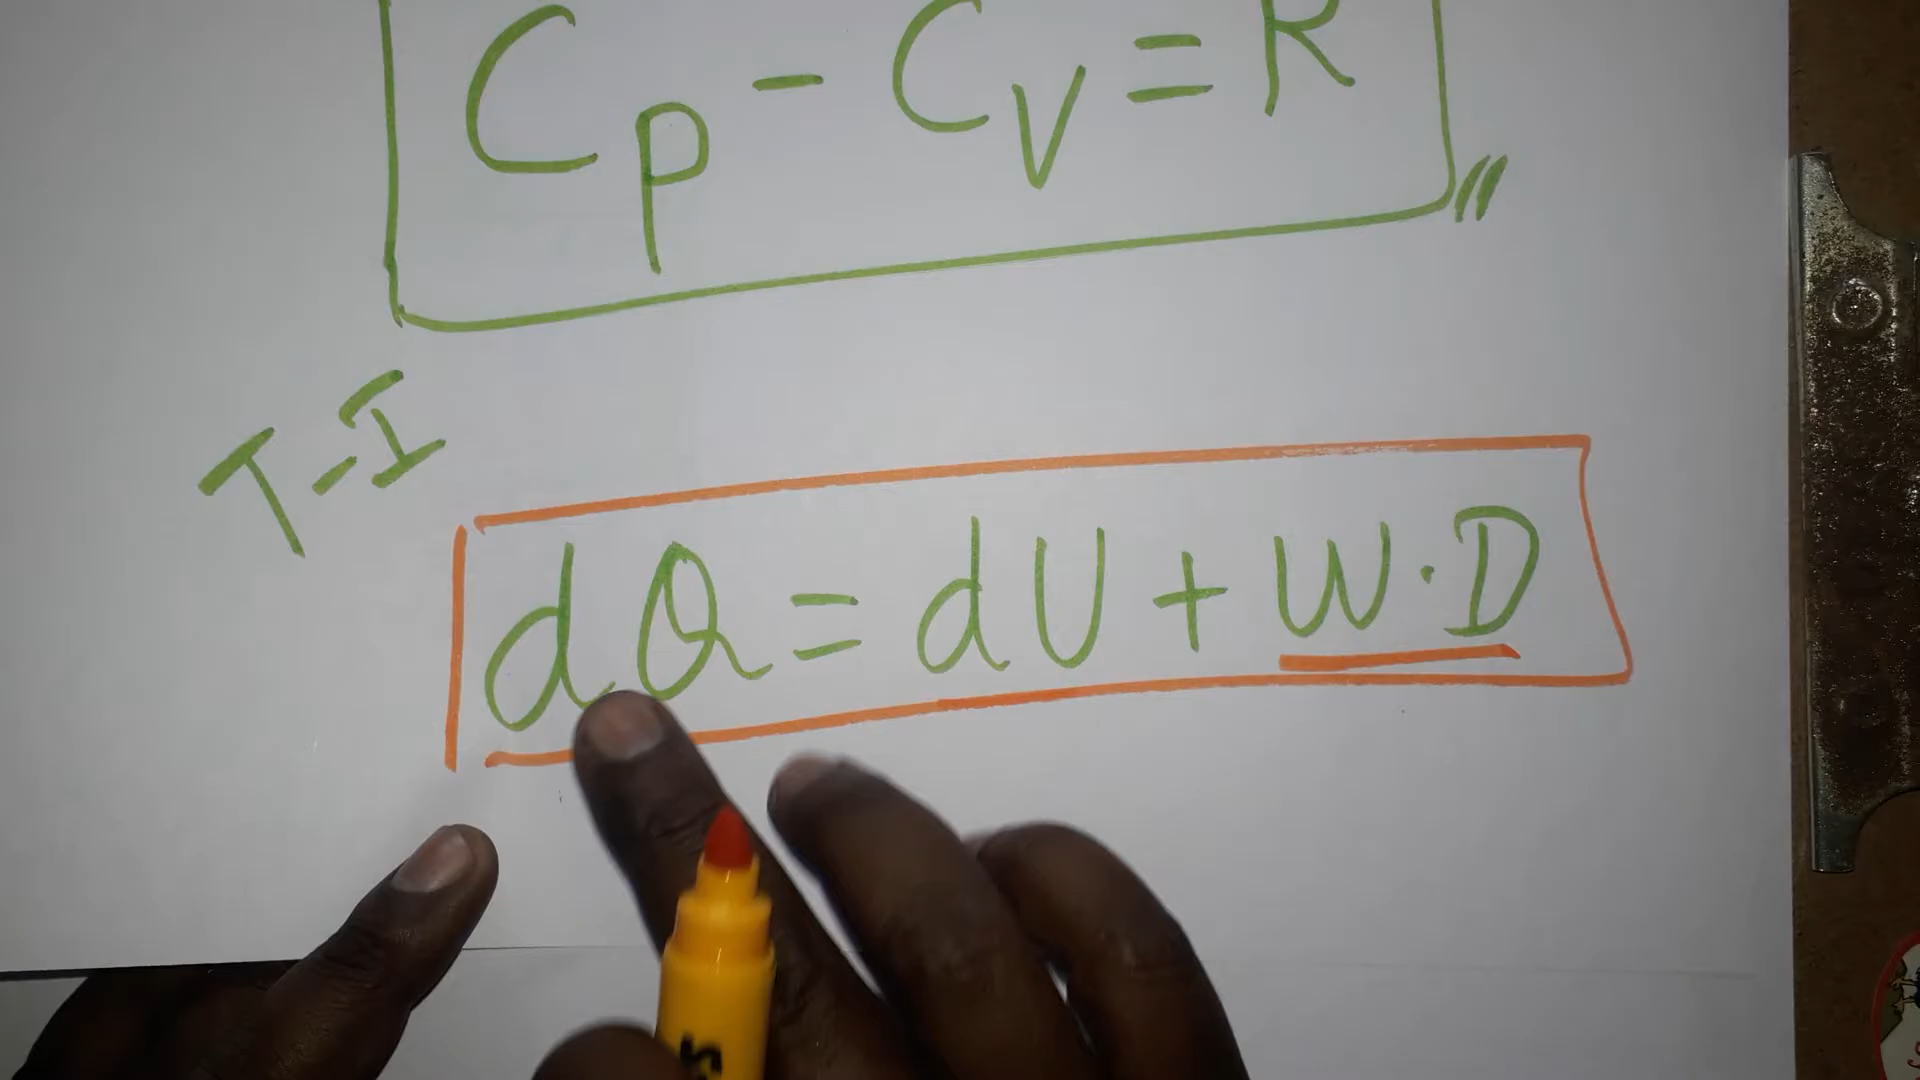 Cp - Cv = R
T-I
dQ = dU + W·D